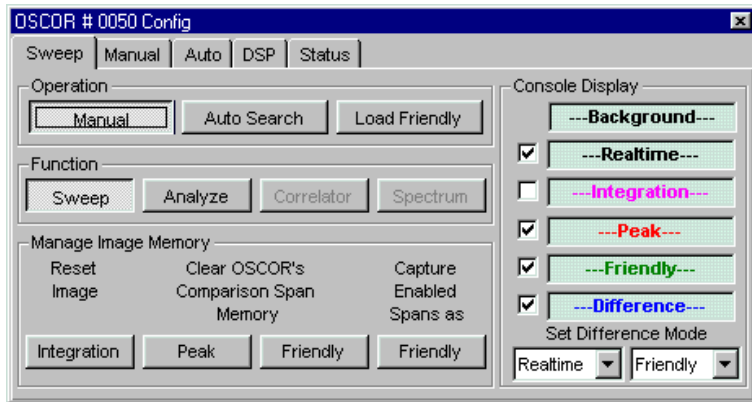 OSCOR # 0050 Config
Sweep Manual Auto DSP Status
Operation
Manual Auto Search Load Friendly
Function
Sweep Analyze Correlator Spectrum
Manage Image Memory
Reset
Image
Clear OSCOR's
Comparison Span
Memory
Capture
Enabled
Spans as
Integration Peak Friendly Friendly
Console Display
---Background---
---Realtime---
---Integration---
---Peak---
---Friendly---
---Difference---
Set Difference Mode
Realtime Friendly